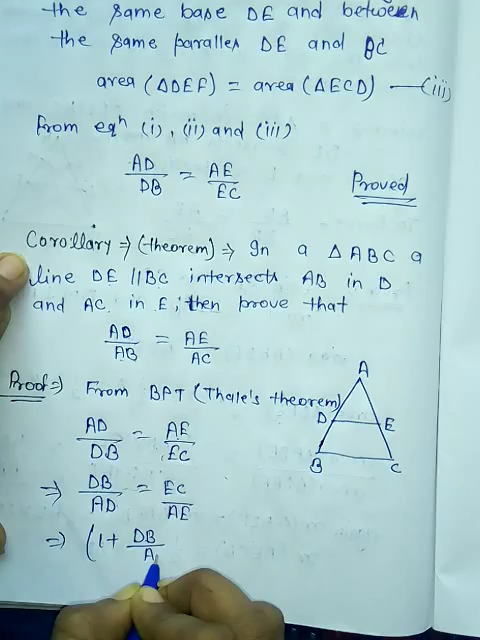 the same base DE and between
the same parallel DE and BC
area (ΔDEF) = area (ΔECD) —(iii)
from eqⁿ (i), (ii) and (iii)
AD/DB = AE/EC
Proved
Corollary ⇒ (theorem) ⇒ In a ΔABC a
line DE ∥ BC intersects AB in D
and AC in E, then prove that
AD/AB = AE/AC
Proof ⇒ From BPT (Thale's theorem)
AD/DB = AE/EC
⇒ DB/AD = EC/AE
⇒ (1+ DB/A
A
D E
B C